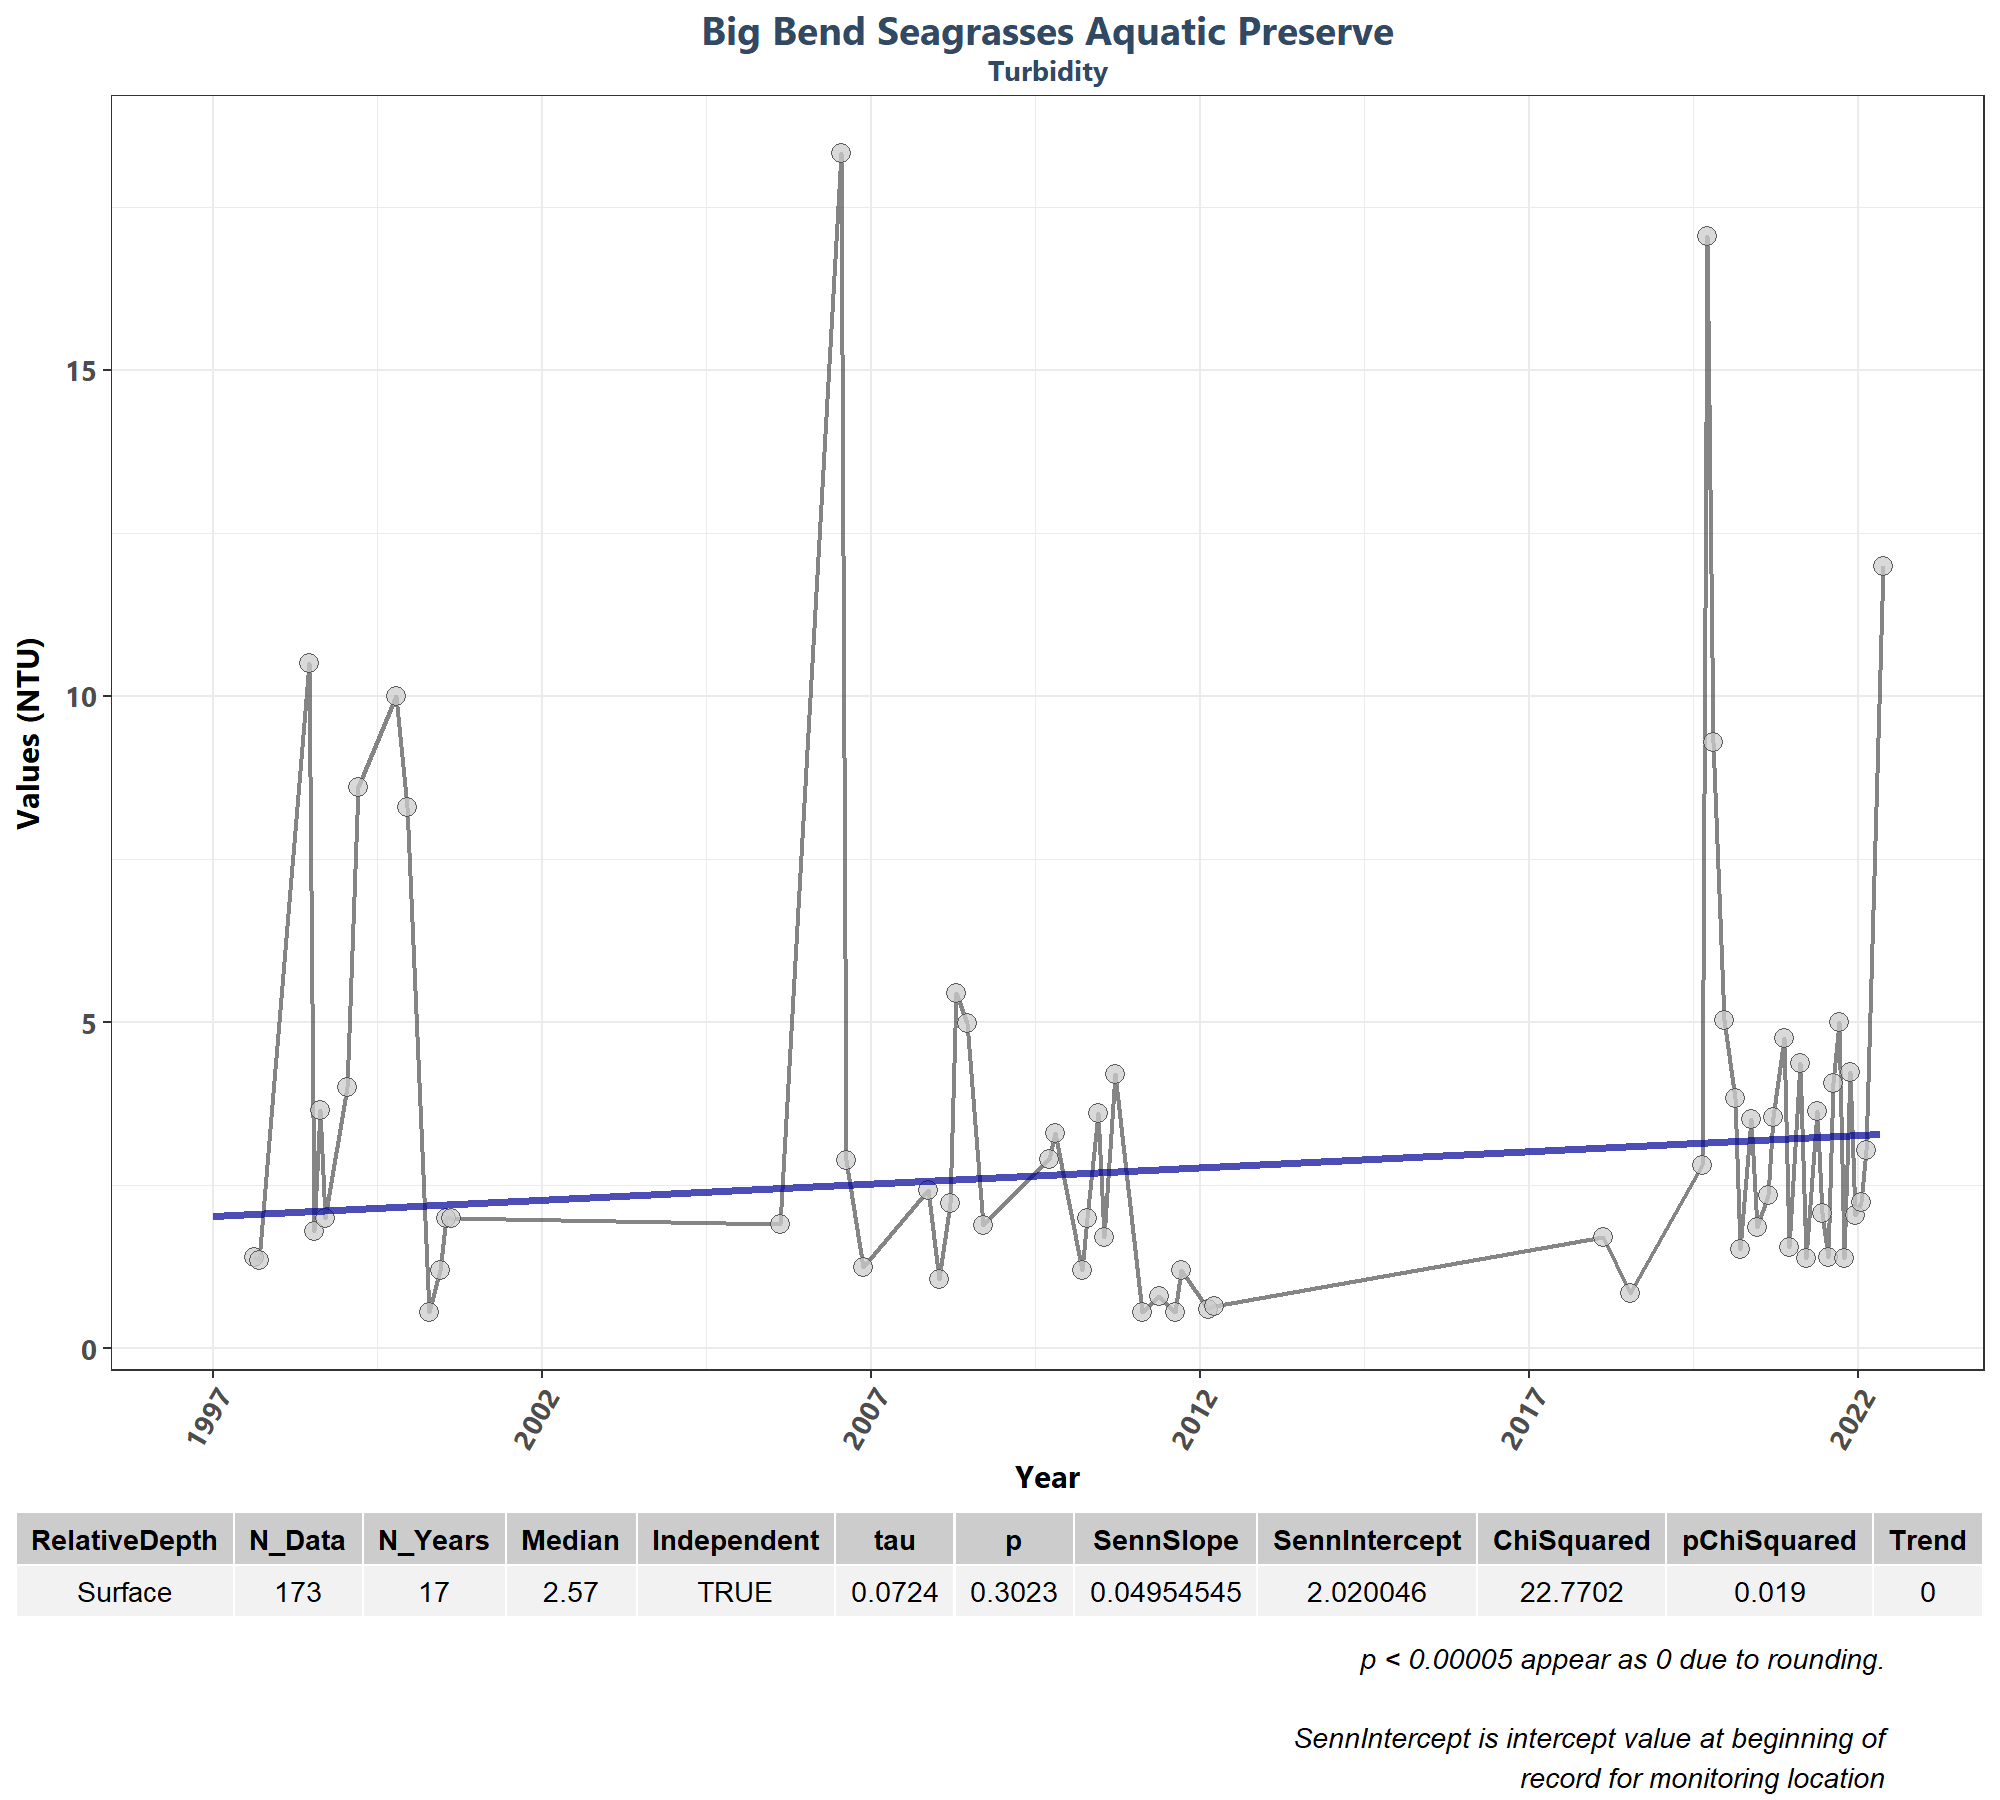 Big Bend Seagrasses Aquatic Preserve
Turbidity
Values (NTU)
15
10
5
0
1997
2002
2007
2012
2017
2022
Year
RelativeDepth N_Data N_Years Median Independent tau p SennSlope SennIntercept ChiSquared pChiSquared Trend
Surface 173 17 2.57 TRUE 0.0724 0.3023 0.04954545 2.020046 22.7702 0.019 0
p < 0.00005 appear as 0 due to rounding.
SennIntercept is intercept value at beginning of
record for monitoring location